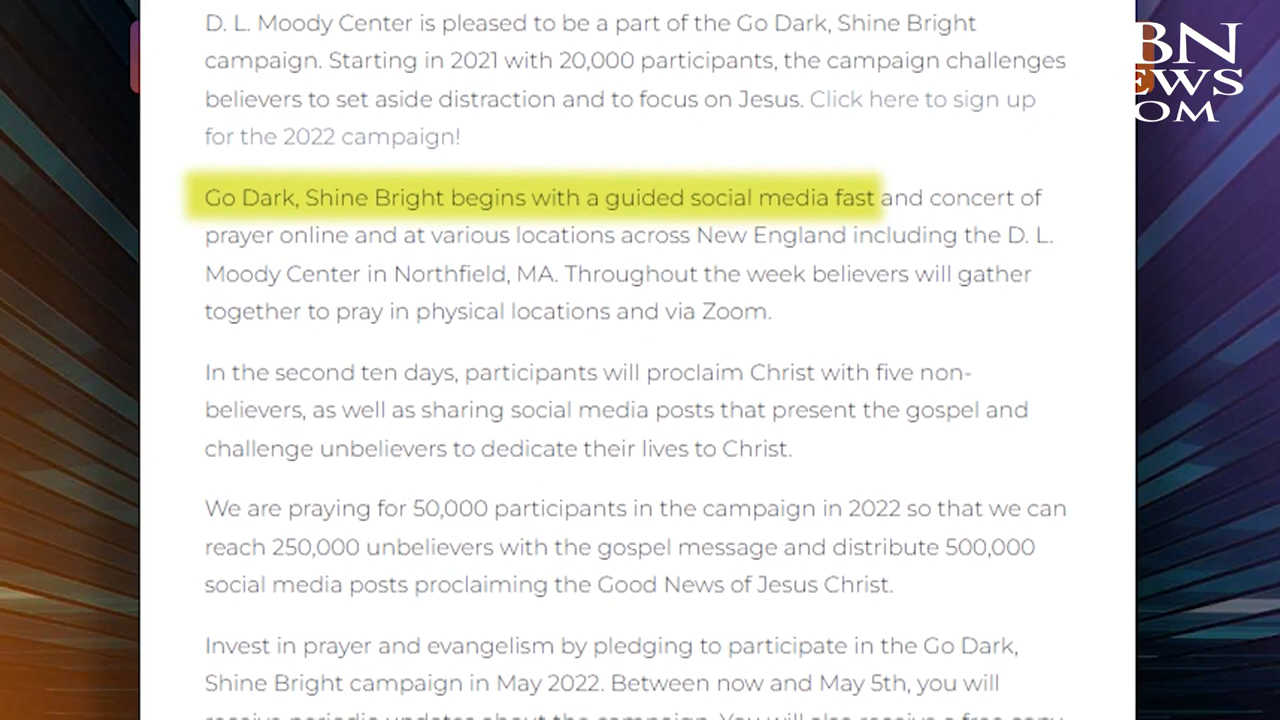 D. L. Moody Center is pleased to be a part of the Go Dark, Shine Bright
campaign. Starting in 2021 with 20,000 participants, the campaign challenges
believers to set aside distraction and to focus on Jesus. Click here to sign up
for the 2022 campaign!
Go Dark, Shine Bright begins with a guided social media fast and concert of
prayer online and at various locations across New England including the D. L.
Moody Center in Northfield, MA. Throughout the week believers will gather
together to pray in physical locations and via Zoom.
In the second ten days, participants will proclaim Christ with five non-
believers, as well as sharing social media posts that present the gospel and
challenge unbelievers to dedicate their lives to Christ.
We are praying for 50,000 participants in the campaign in 2022 so that we can
reach 250,000 unbelievers with the gospel message and distribute 500,000
social media posts proclaiming the Good News of Jesus Christ.
Invest in prayer and evangelism by pledging to participate in the Go Dark,
Shine Bright campaign in May 2022. Between now and May 5th, you will
BN
EWS
OM